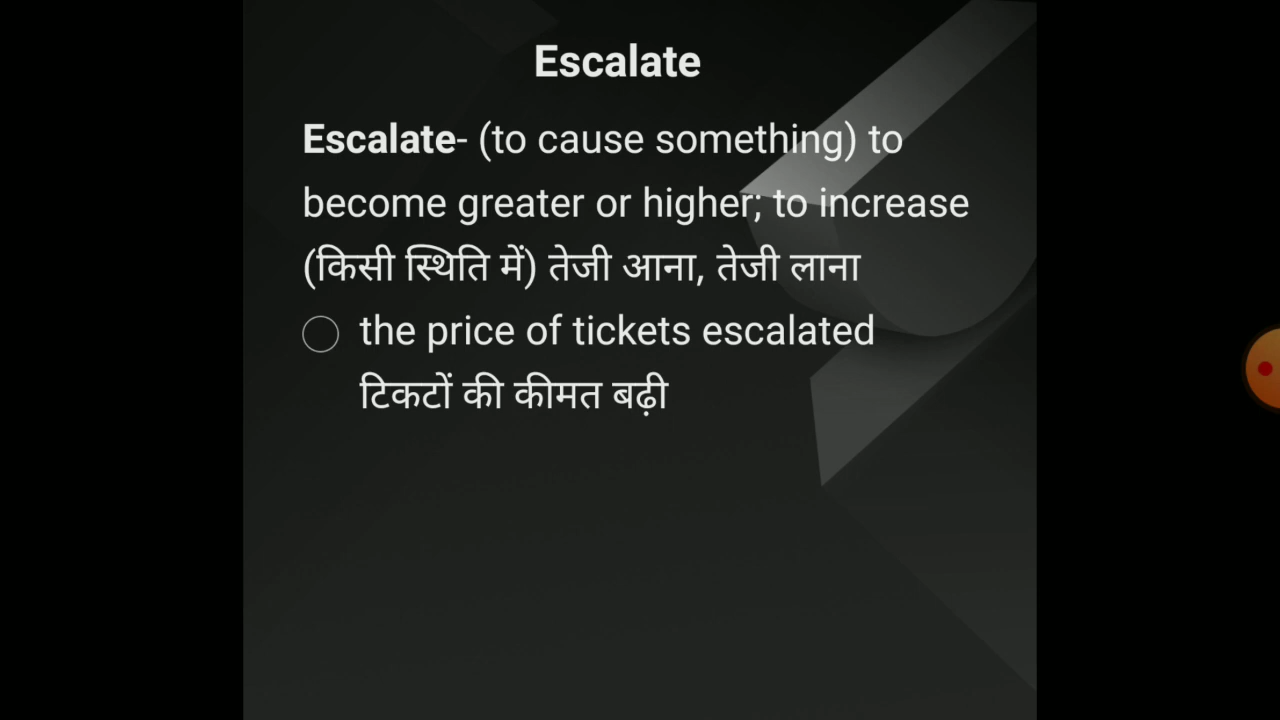 Escalate
Escalate- (to cause something) to
become greater or higher; to increase
(किसी स्थिति में) तेजी आना, तेजी लाना
the price of tickets escalated
टिकटों की कीमत बढ़ी